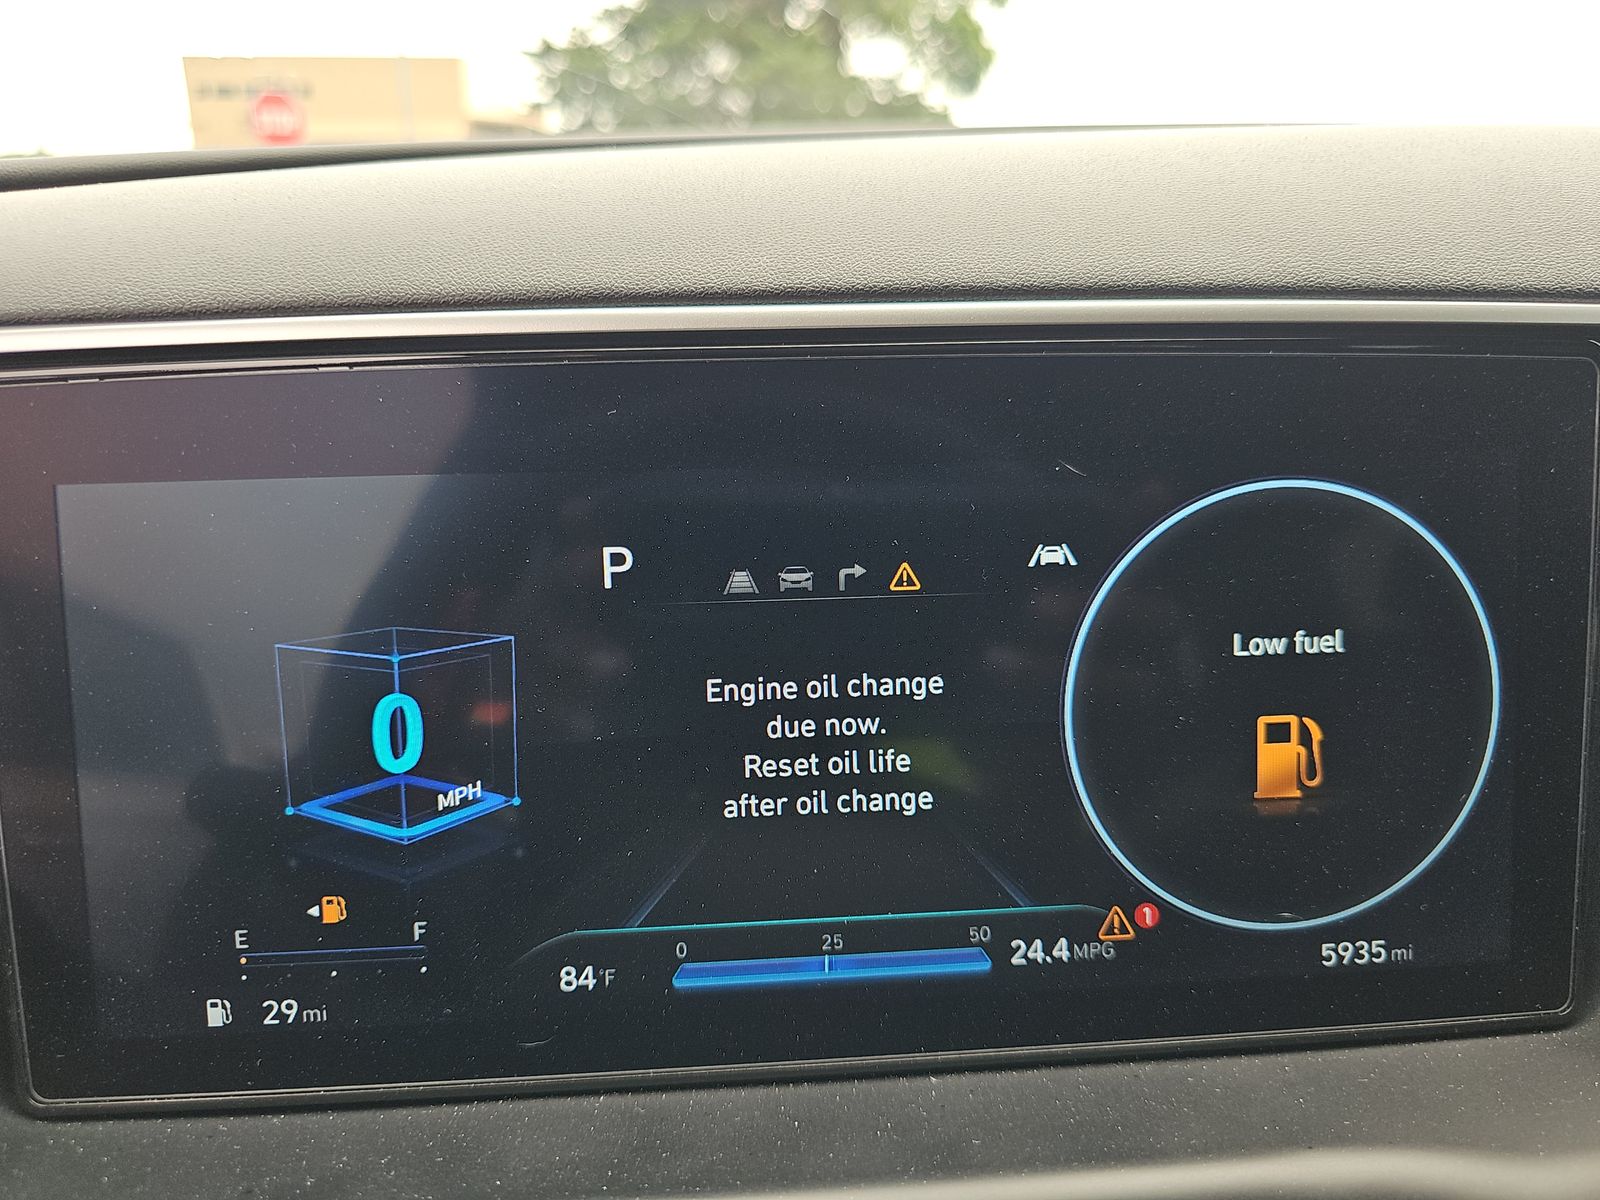 P
Low fuel
Engine oil change
due now.
Reset oil life
after oil change
0
MPH
E F
0 25 50
84°F
24.4 MPG
1
5935 mi
29 mi